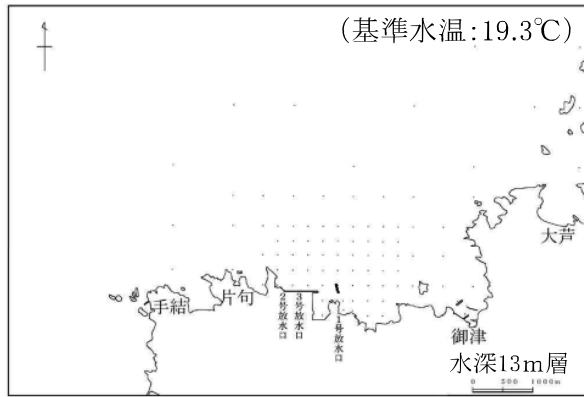 (基準水温:19.3℃)
大芦
手結
片句
2号放水口
3号放水口
1号放水口
御津
水深13m層
0 500 1000m